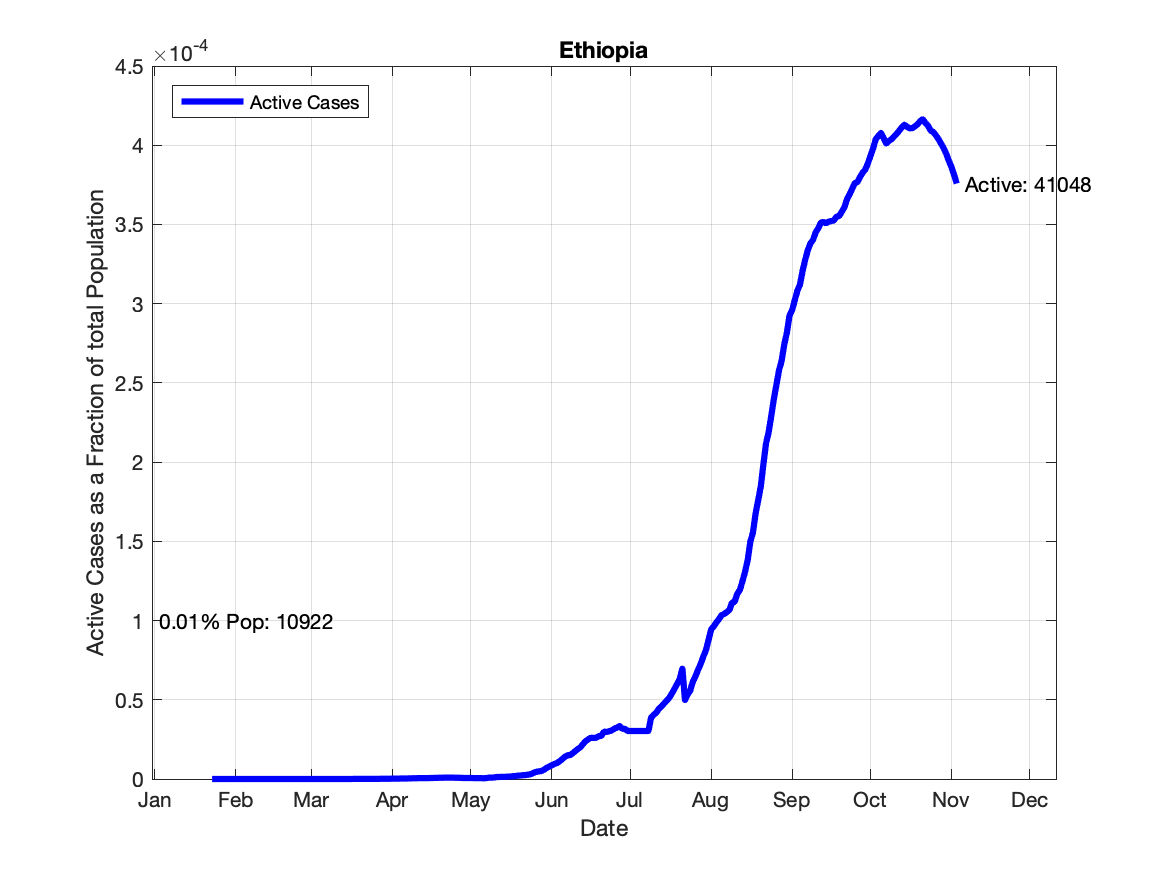 Ethiopia
×10-4
4.5
4
3.5
3
2.5
2
1.5
1
0.5
0
Active Cases as a Fraction of total Population
Active Cases
Active: 41048
0.01% Pop: 10922
Jan Feb Mar Apr May Jun Jul Aug Sep Oct Nov Dec
Date